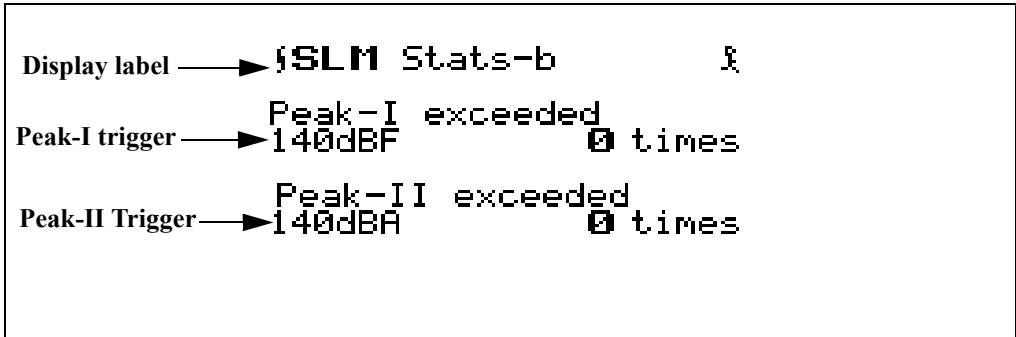 Display label SLM Stats-b
Peak-I exceeded
Peak-I trigger 140dBF 0 times
Peak-II exceeded
Peak-II Trigger 140dBA 0 times